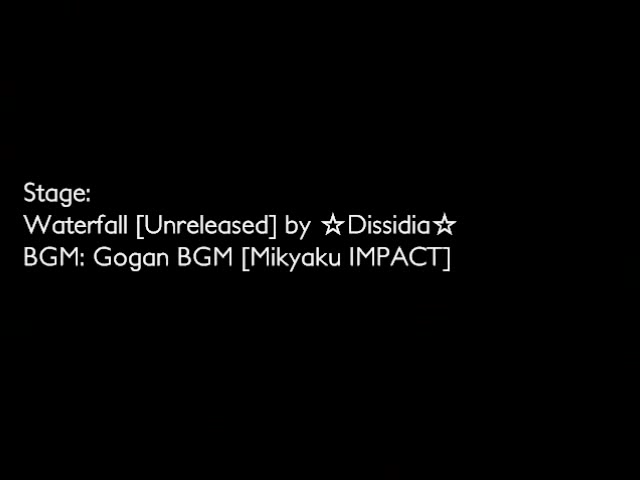 Stage:
Waterfall [Unreleased] by ☆Dissidia☆
BGM: Gogan BGM [Mikyaku IMPACT]